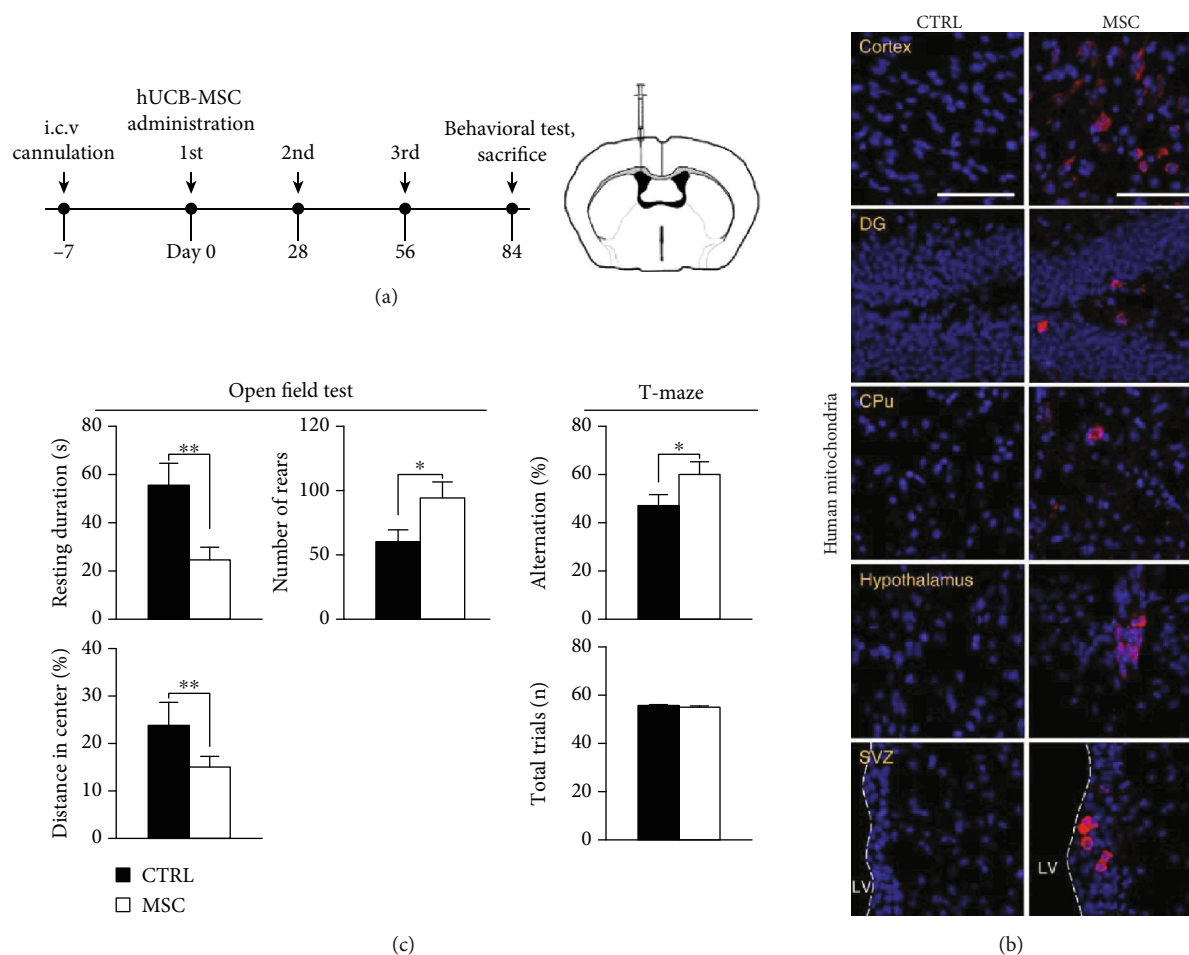 hUCB-MSC
administration
i.c.v
cannulation
1st
2nd
3rd
Behavioral test,
sacrifice
−7
Day 0
28
56
84
(a)
CTRL
MSC
Cortex
DG
CPu
Hypothalamus
SVZ
LV
LV
Human mitochondria
(b)
Open field test
T-maze
Resting duration (s)
80
60
40
20
0
**
Number of rears
120
100
50
0
*
Alternation (%)
80
60
40
20
0
*
Distance in center (%)
40
30
20
10
0
**
Total trials (n)
80
60
40
20
0
CTRL
MSC
(c)